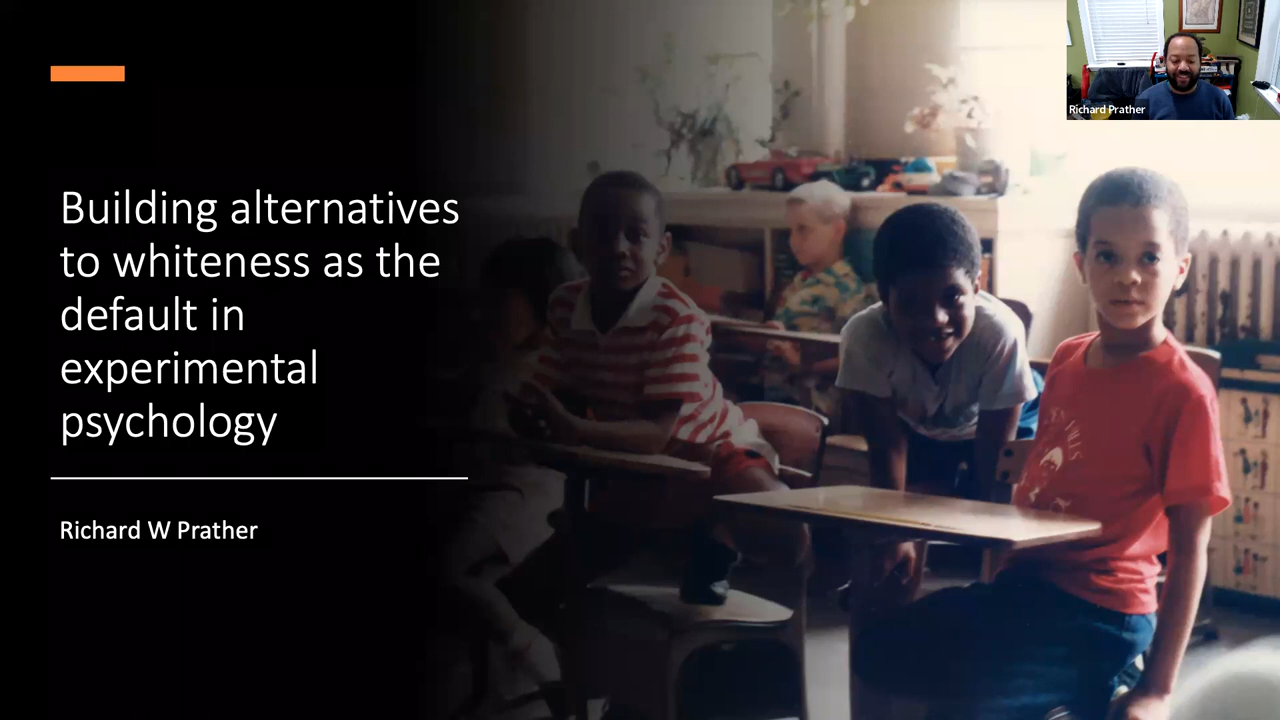 Building alternatives
to whiteness as the
default in
experimental
psychology
Richard W Prather
Richard Prather